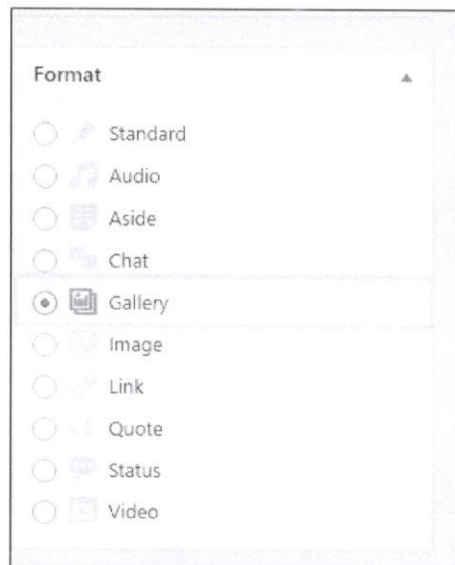 Format
Standard
Audio
Aside
Chat
Gallery
Image
Link
Quote
Status
Video